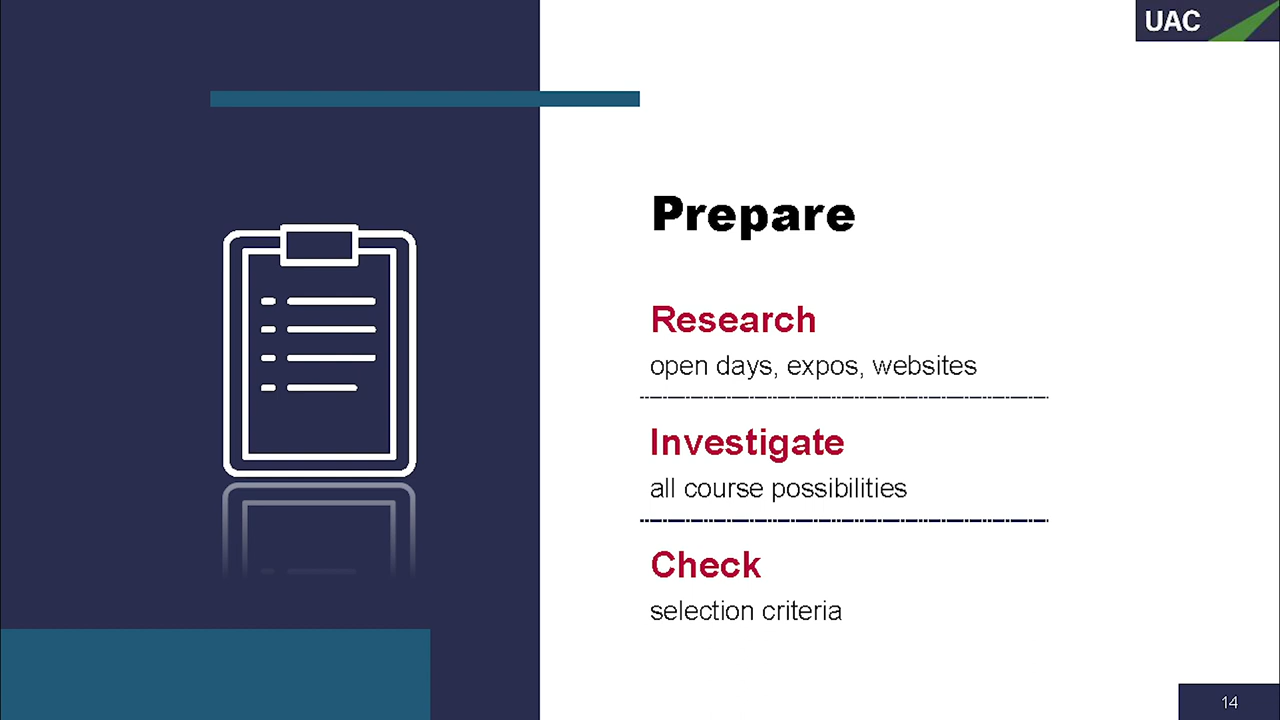 UAC
Prepare
Research
open days, expos, websites
Investigate
all course possibilities
Check
selection criteria
14